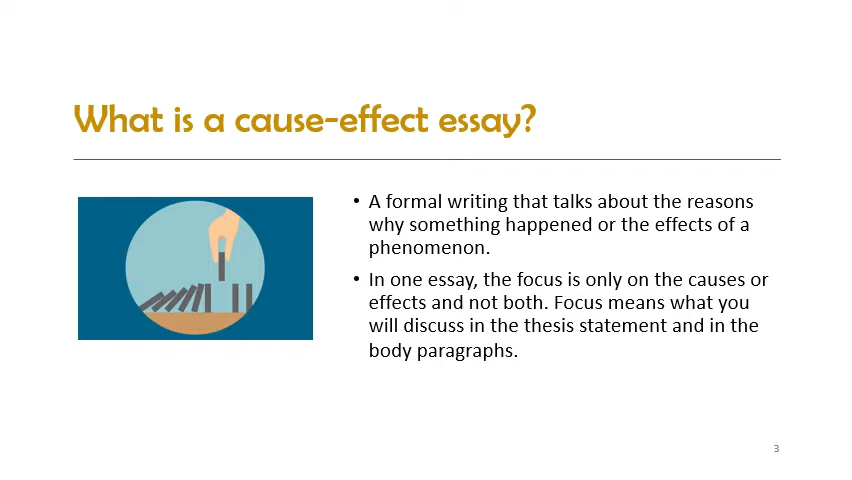 What is a cause-effect essay?
• A formal writing that talks about the reasons
why something happened or the effects of a
phenomenon.
• In one essay, the focus is only on the causes or
effects and not both. Focus means what you
will discuss in the thesis statement and in the
body paragraphs.
3